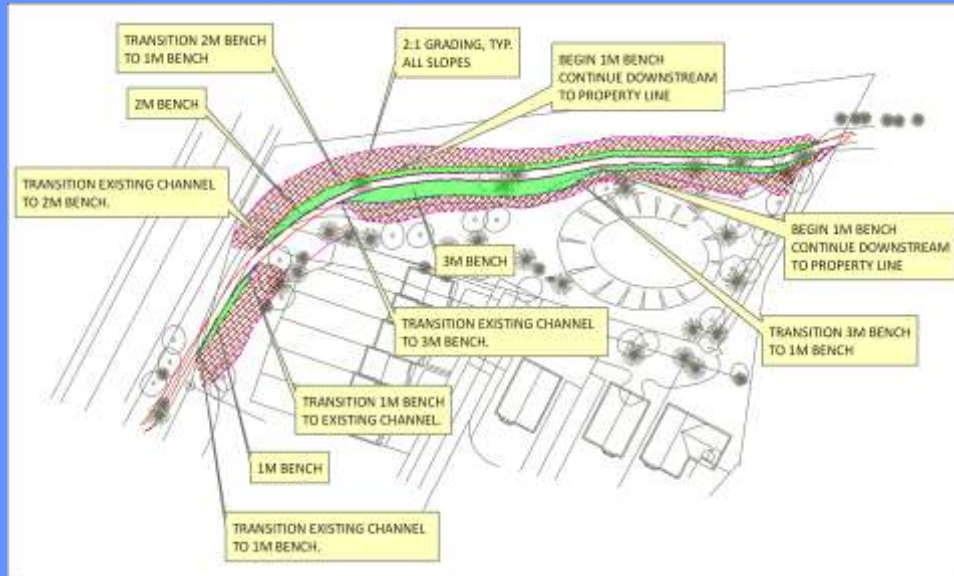 TRANSITION 2M BENCH
TO 1M BENCH
2:1 GRADING, TYP.
ALL SLOPES
BEGIN 1M BENCH
CONTINUE DOWNSTREAM
TO PROPERTY LINE
2M BENCH
TRANSITION EXISTING CHANNEL
TO 2M BENCH.
3M BENCH
BEGIN 1M BENCH
CONTINUE DOWNSTREAM
TO PROPERTY LINE
TRANSITION EXISTING CHANNEL
TO 3M BENCH.
TRANSITION 3M BENCH
TO 1M BENCH
TRANSITION 1M BENCH
TO EXISTING CHANNEL.
1M BENCH
TRANSITION EXISTING CHANNEL
TO 1M BENCH.